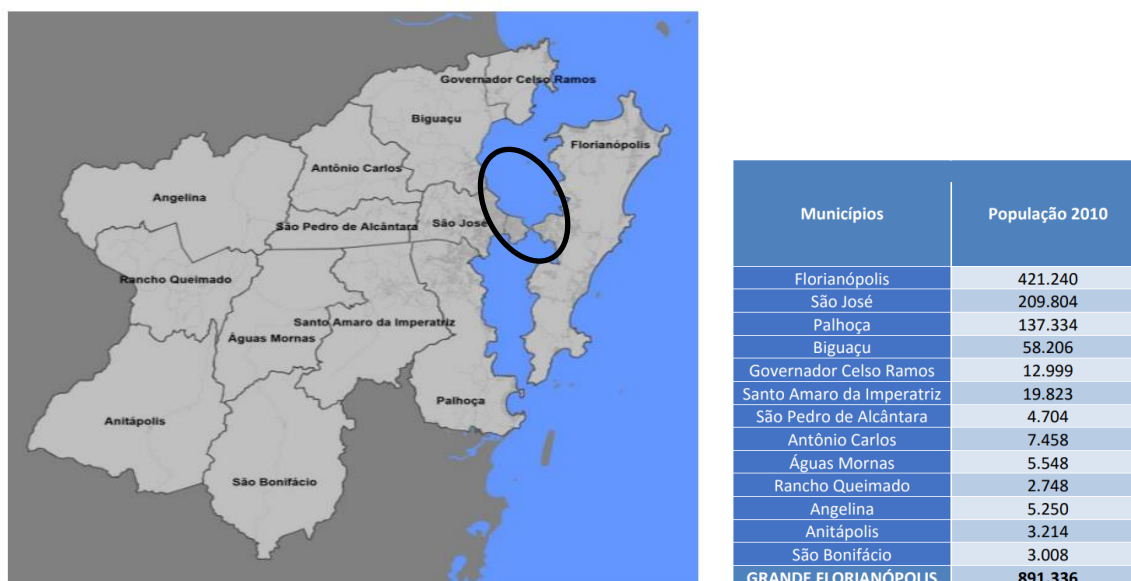 Governador Celso Ramos
Biguaçu
Florianópolis
Antônio Carlos
Angelina
São Pedro de Alcântara
São José
Rancho Queimado
Santo Amaro da Imperatriz
Águas Mornas
Palhoça
Anitápolis
São Bonifácio
Municípios População 2010
Florianópolis 421.240
São José 209.804
Palhoça 137.334
Biguaçu 58.206
Governador Celso Ramos 12.999
Santo Amaro da Imperatriz 19.823
São Pedro de Alcântara 4.704
Antônio Carlos 7.458
Águas Mornas 5.548
Rancho Queimado 2.748
Angelina 5.250
Anitápolis 3.214
São Bonifácio 3.008
GRANDE FLORIANÓPOLIS 891.336